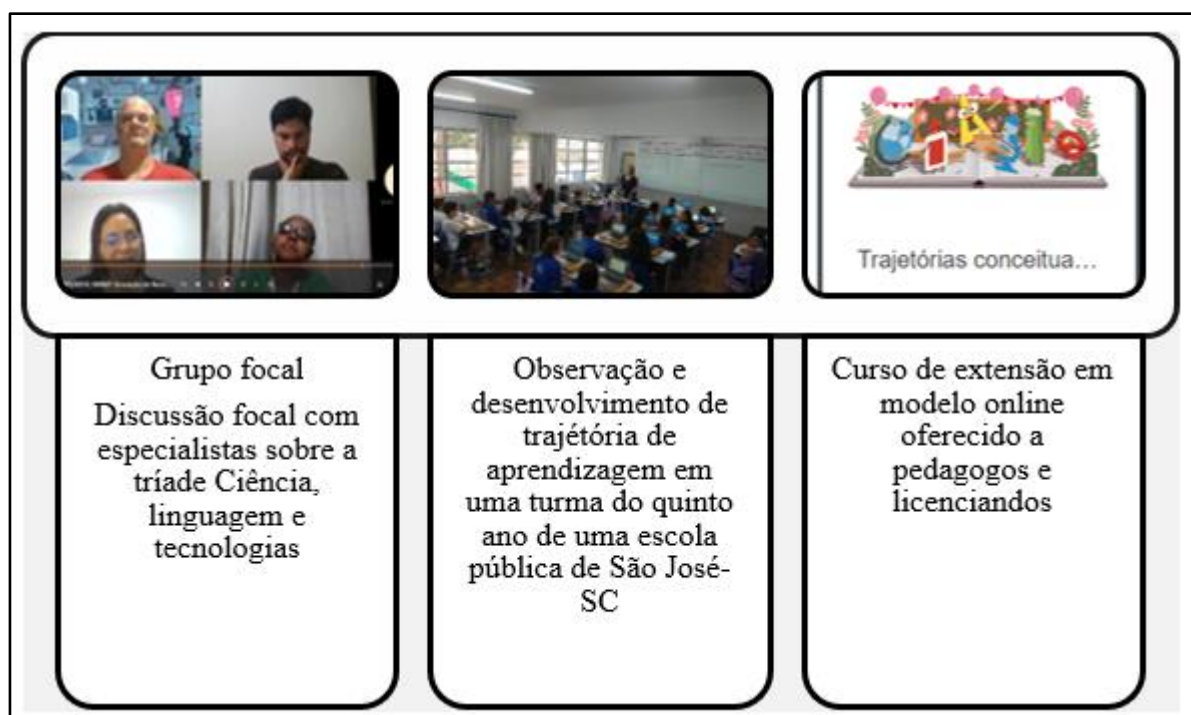 Trajetórias conceitua...
Grupo focal
Discussão focal com
especialistas sobre a
tríade Ciência,
linguagem e
tecnologias
Observação e
desenvolvimento de
trajétória de
aprendizagem em
uma turma do quinto
ano de uma escola
pública de São José-
SC
Curso de extensão em
modelo online
oferecido a
pedagogos e
licenciandos